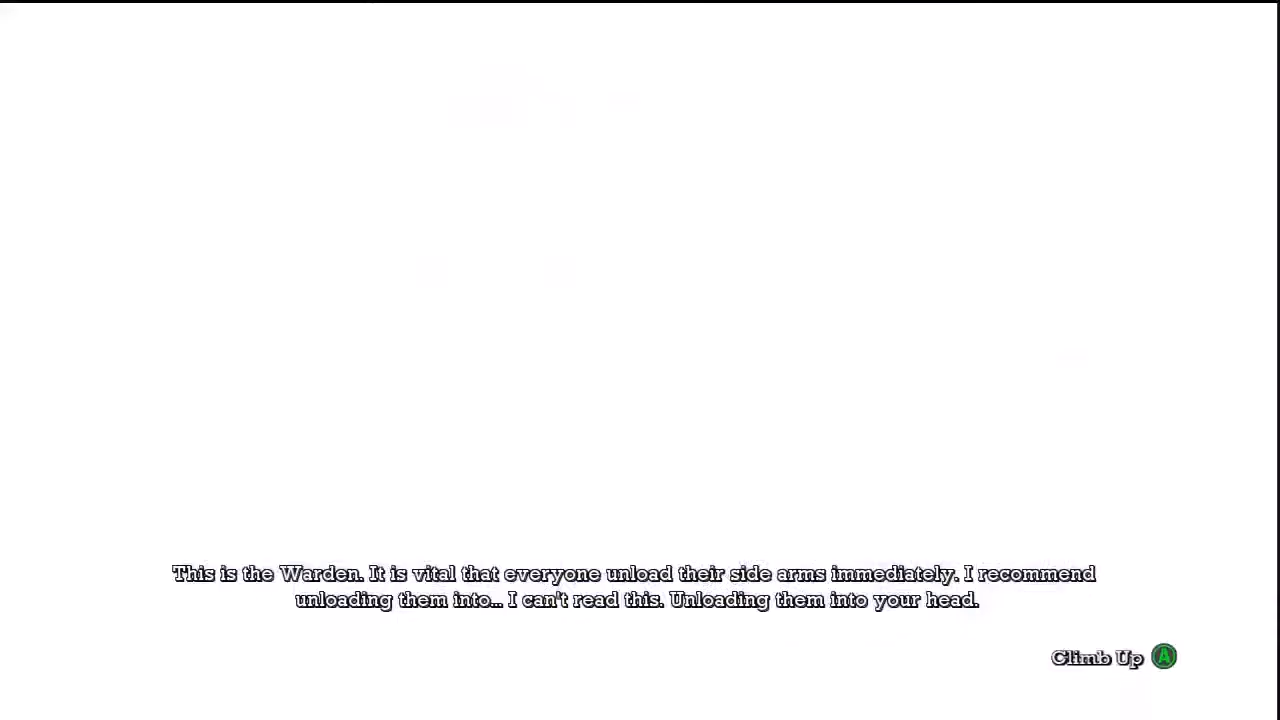 This is the Warden. It is vital that everyone unload their side arms immediately. I recommend
unloading them into... I can't read this. Unloading them into your head.
Climb Up A